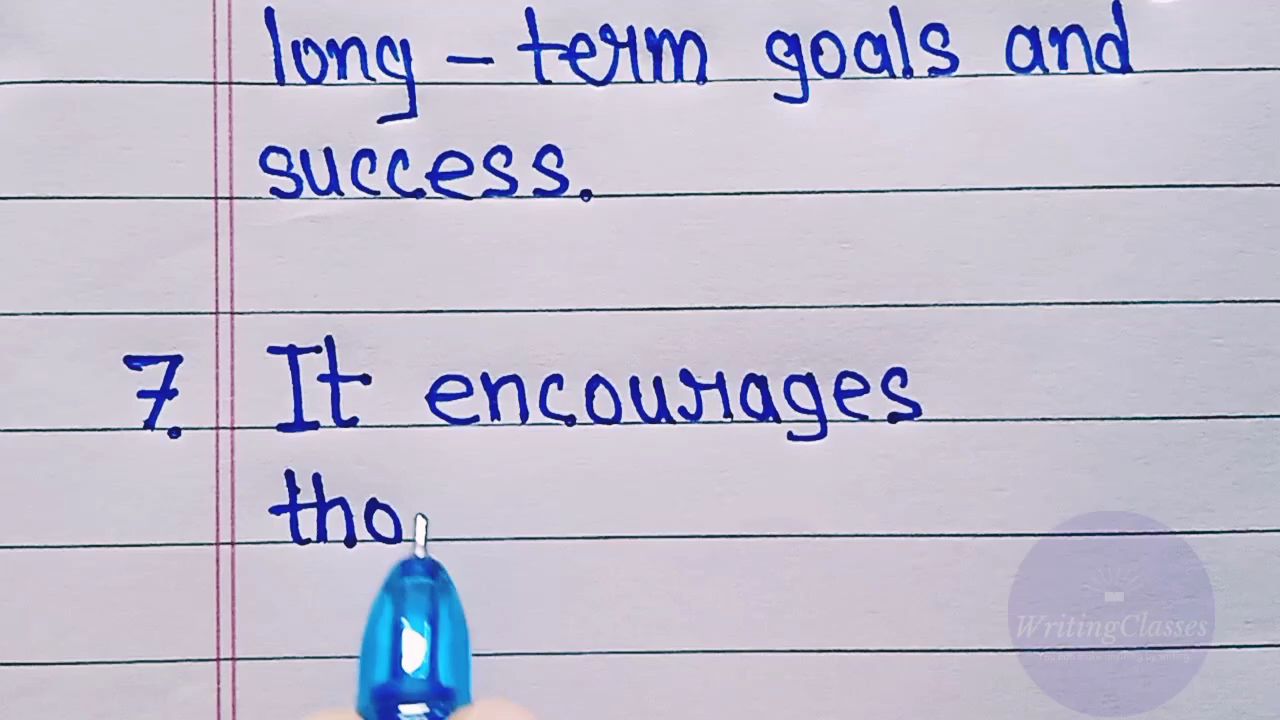 long - term goals and
success.
7. It encourages
tho
WritingClasses